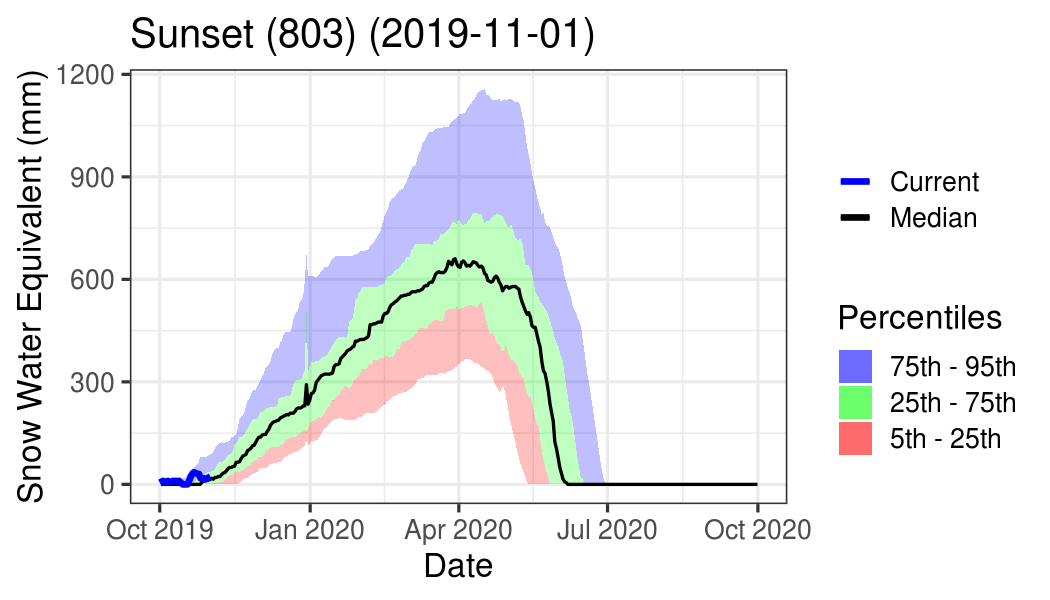 Sunset (803) (2019-11-01)
Snow Water Equivalent (mm)
1200
900
600
300
0
Oct 2019
Jan 2020
Apr 2020
Jul 2020
Oct 2020
Date
Current
Median
Percentiles
75th - 95th
25th - 75th
5th - 25th